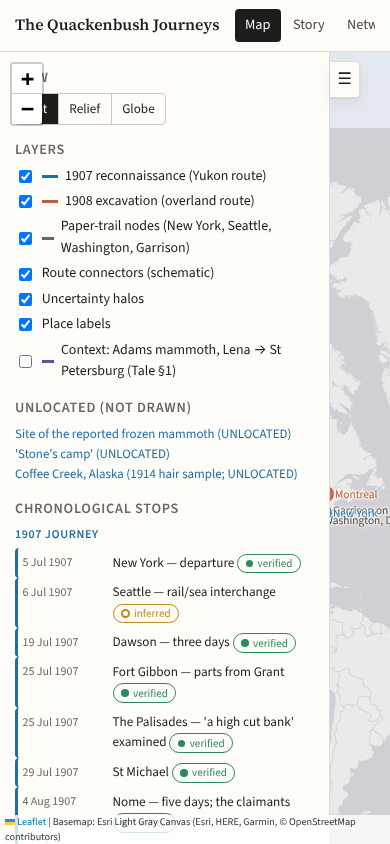 The Quackenbush Journeys Map Story Netw
+
−
W
t Relief Globe
☰
LAYERS
1907 reconnaissance (Yukon route)
1908 excavation (overland route)
Paper-trail nodes (New York, Seattle,
Washington, Garrison)
Route connectors (schematic)
Uncertainty halos
Place labels
Context: Adams mammoth, Lena → St
Petersburg (Tale §1)
UNLOCATED (NOT DRAWN)
Site of the reported frozen mammoth (UNLOCATED)
'Stone's camp' (UNLOCATED)
Coffee Creek, Alaska (1914 hair sample; UNLOCATED)
CHRONOLOGICAL STOPS
1907 JOURNEY
5 Jul 1907 New York — departure verified
6 Jul 1907 Seattle — rail/sea interchange
inferred
19 Jul 1907 Dawson — three days verified
25 Jul 1907 Fort Gibbon — parts from Grant
verified
25 Jul 1907 The Palisades — 'a high cut bank'
examined verified
29 Jul 1907 St Michael verified
4 Aug 1907 Nome — five days; the claimants
verified
Montreal
Garrison on
New York
Washington, D
Leaflet | Basemap: Esri Light Gray Canvas (Esri, HERE, Garmin, © OpenStreetMap
contributors)